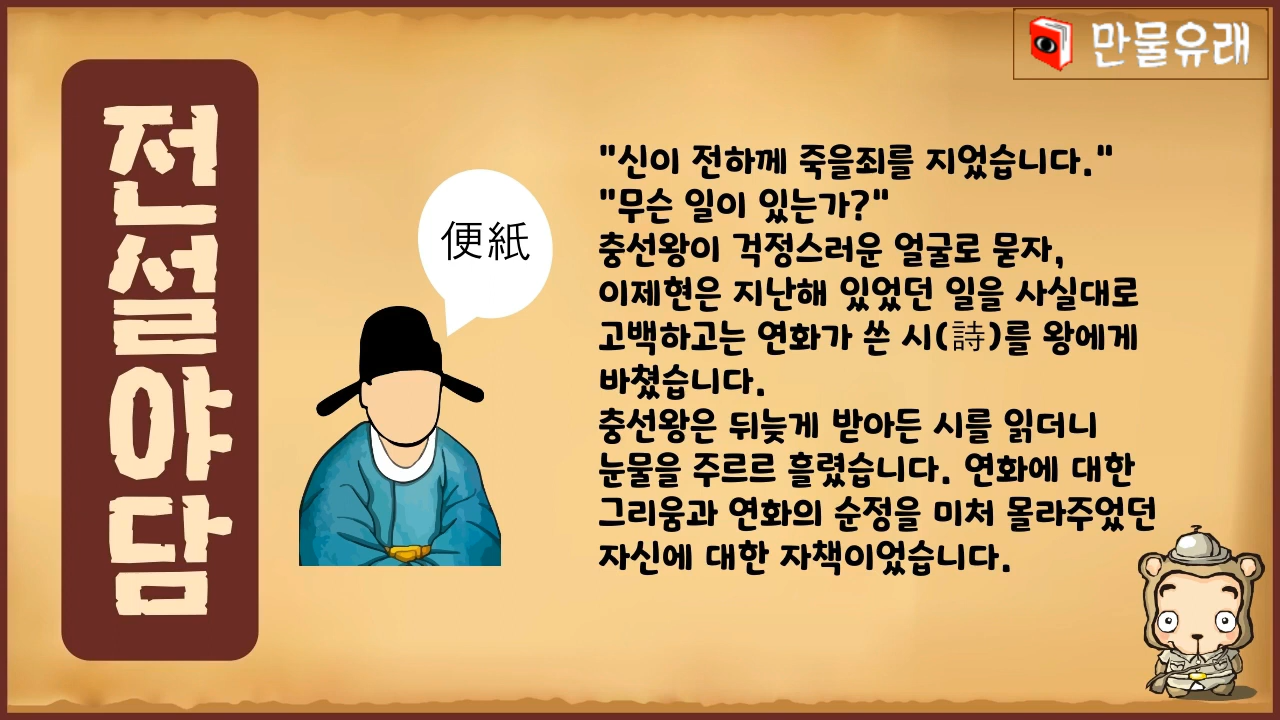 만물유래
전설야담
便紙
"신이 전하께 죽을죄를 지었습니다."
"무슨 일이 있는가?"
충선왕이 걱정스러운 얼굴로 묻자,
이제현은 지난해 있었던 일을 사실대로
고백하고는 연화가 쓴 시(詩)를 왕에게
바쳤습니다.
충선왕은 뒤늦게 받아든 시를 읽더니
눈물을 주르르 흘렸습니다. 연화에 대한
그리움과 연화의 순정을 미처 몰라주었던
자신에 대한 자책이었습니다.